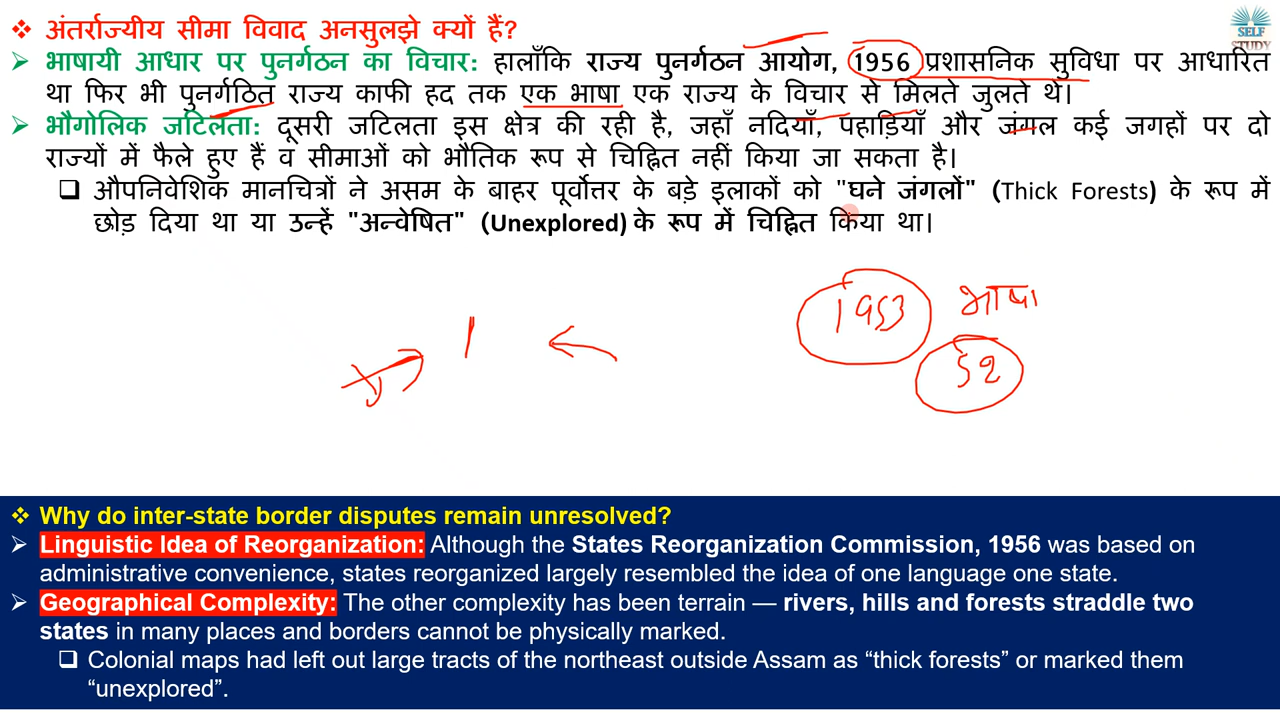 ❖ अंतर्राज्यीय सीमा विवाद अनसुलझे क्यों हैं?
SELF
STUDY
➢ भाषायी आधार पर पुनर्गठन का विचार: हालाँकि राज्य पुनर्गठन आयोग, 1956 प्रशासनिक सुविधा पर आधारित
था फिर भी पुनर्गठित राज्य काफी हद तक एक भाषा एक राज्य के विचार से मिलते जुलते थे।
➢ भौगोलिक जटिलता: दूसरी जटिलता इस क्षेत्र की रही है, जहाँ नदियाँ, पहाड़ियाँ और जंगल कई जगहों पर दो
राज्यों में फैले हुए हैं व सीमाओं को भौतिक रूप से चिह्नित नहीं किया जा सकता है।
❑ औपनिवेशिक मानचित्रों ने असम के बाहर पूर्वोत्तर के बड़े इलाकों को "घने जंगलों" (Thick Forests) के रूप में
छोड़ दिया था या उन्हें "अन्वेषित" (Unexplored) के रूप में चिह्नित किया था।
1953 भाषा
❖ Why do inter-state border disputes remain unresolved?
➢ Linguistic Idea of Reorganization: Although the States Reorganization Commission, 1956 was based on
administrative convenience, states reorganized largely resembled the idea of one language one state.
➢ Geographical Complexity: The other complexity has been terrain — rivers, hills and forests straddle two
states in many places and borders cannot be physically marked.
❑ Colonial maps had left out large tracts of the northeast outside Assam as “thick forests” or marked them
“unexplored”.